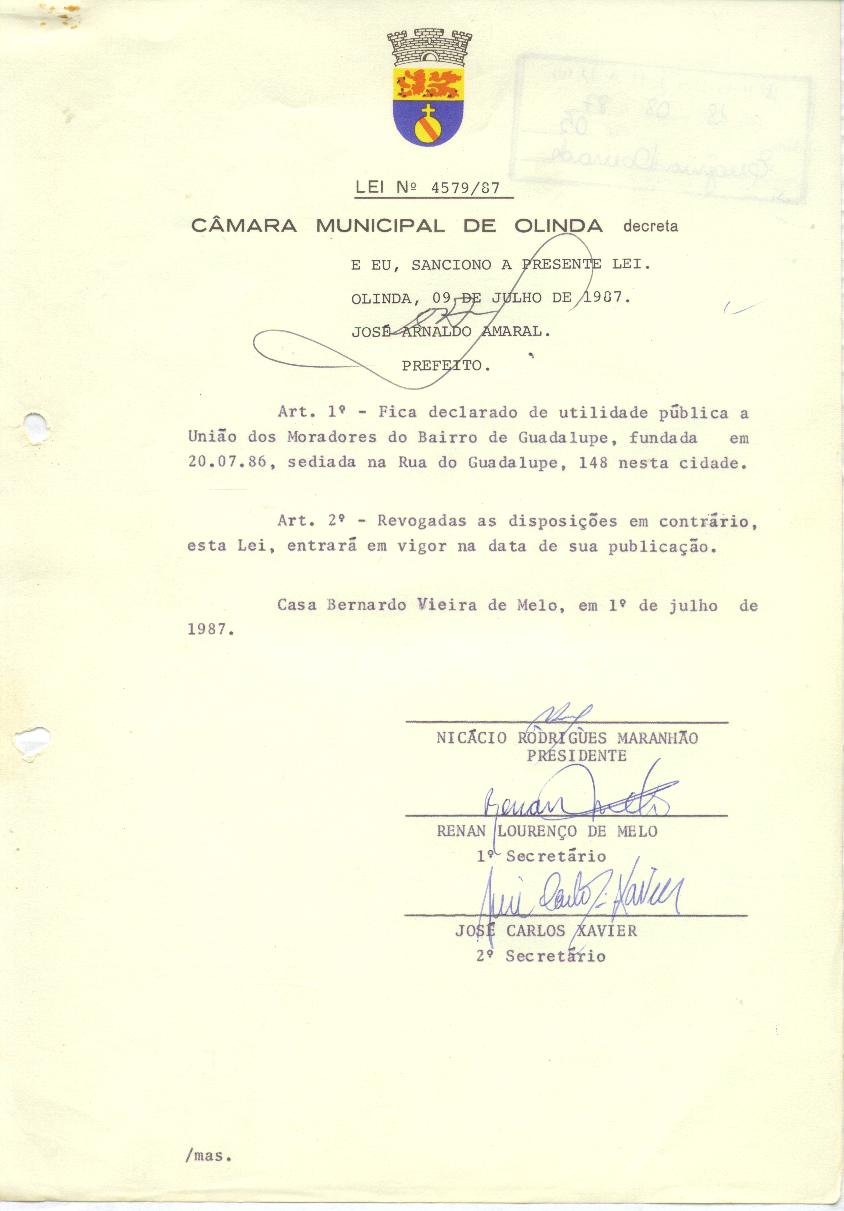 LEI Nº 4579/87
CÂMARA MUNICIPAL DE OLINDA decreta
E EU, SANCIONO A PRESENTE LEI.
OLINDA, 09 DE JULHO DE 1987.
JOSÉ ARNALDO AMARAL.
PREFEITO.
Art. 1º - Fica declarado de utilidade pública a
União dos Moradores do Bairro de Guadalupe, fundada em
20.07.86, sediada na Rua do Guadalupe, 148 nesta cidade.
Art. 2º - Revogadas as disposições em contrário,
esta Lei, entrará em vigor na data de sua publicação.
Casa Bernardo Vieira de Melo, em 1º de julho de
1987.
NICÁCIO RODRIGUES MARANHÃO
PRESIDENTE
Renan Melo
RENAN LOURENÇO DE MELO
1º Secretário
José Carlos Xavier
JOSÉ CARLOS XAVIER
2º Secretário
/mas.